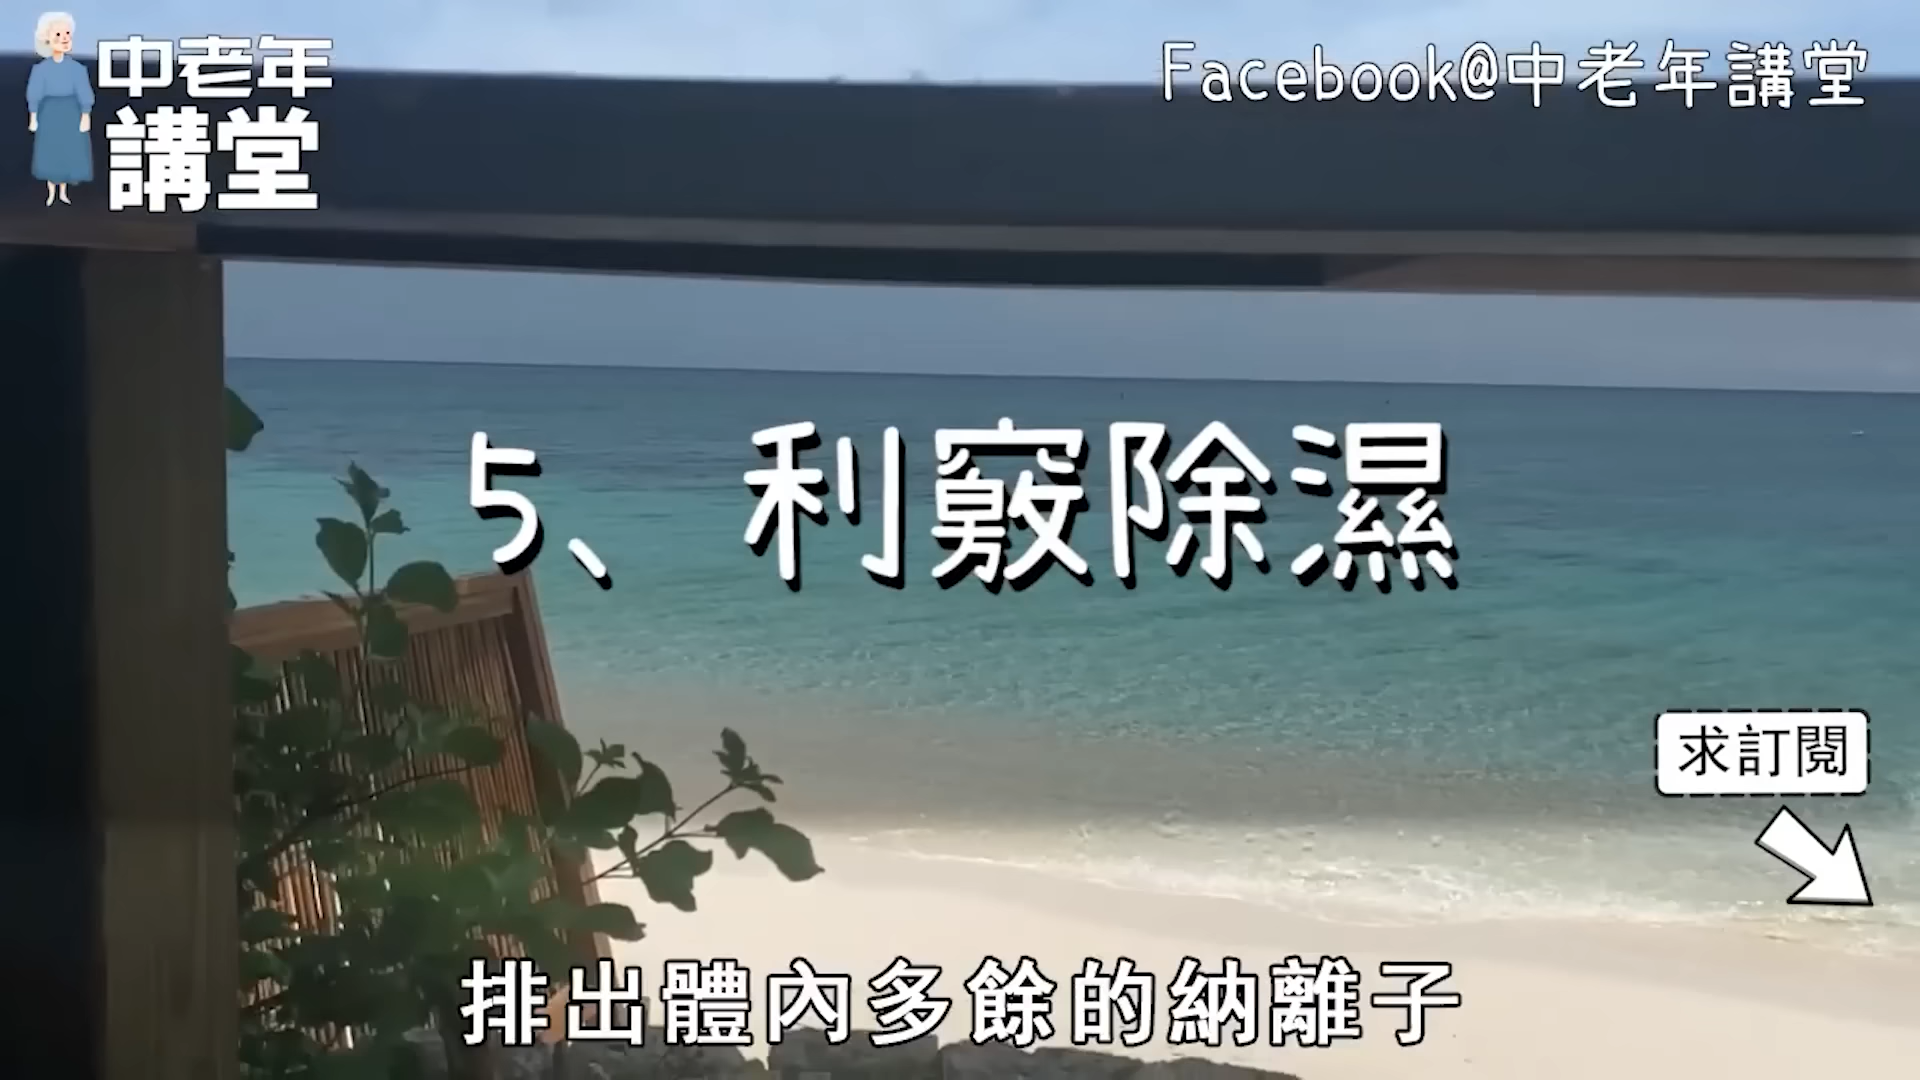 中老年
講堂
Facebook@中老年講堂
5、利竅除濕
求訂閱
排出體內多餘的納離子